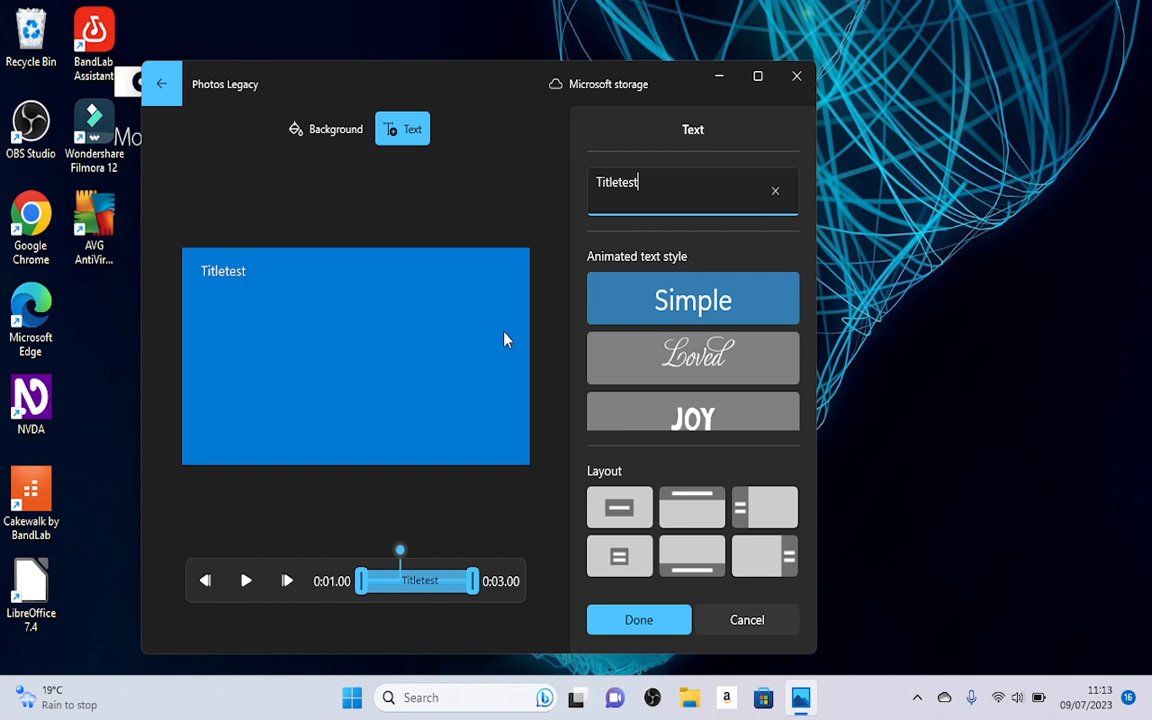 Recycle Bin
BandLab
Assistant
OBS Studio
Wondershare
Filmora 12
Mo
Google
Chrome
AVG
AntiVir...
Microsoft
Edge
NVDA
Cakewalk by
BandLab
LibreOffice
7.4
Photos Legacy
Microsoft storage
Background
Text
Titletest
0:01.00
Titletest
0:03.00
Text
Titletest
Animated text style
Simple
Loved
JOY
Layout
Done
Cancel
19°C
Rain to stop
Search
a
11:13
09/07/2023
16